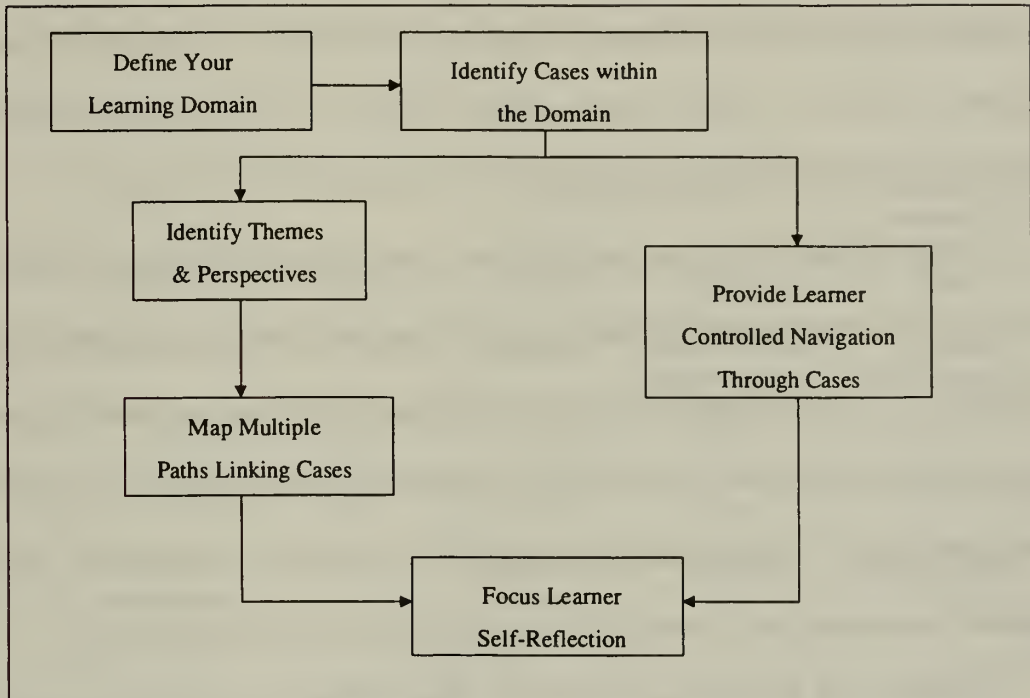 Define Your
Learning Domain
Identify Cases within
the Domain
Identify Themes
& Perspectives
Provide Learner
Controlled Navigation
Through Cases
Map Multiple
Paths Linking Cases
Focus Learner
Self-Reflection